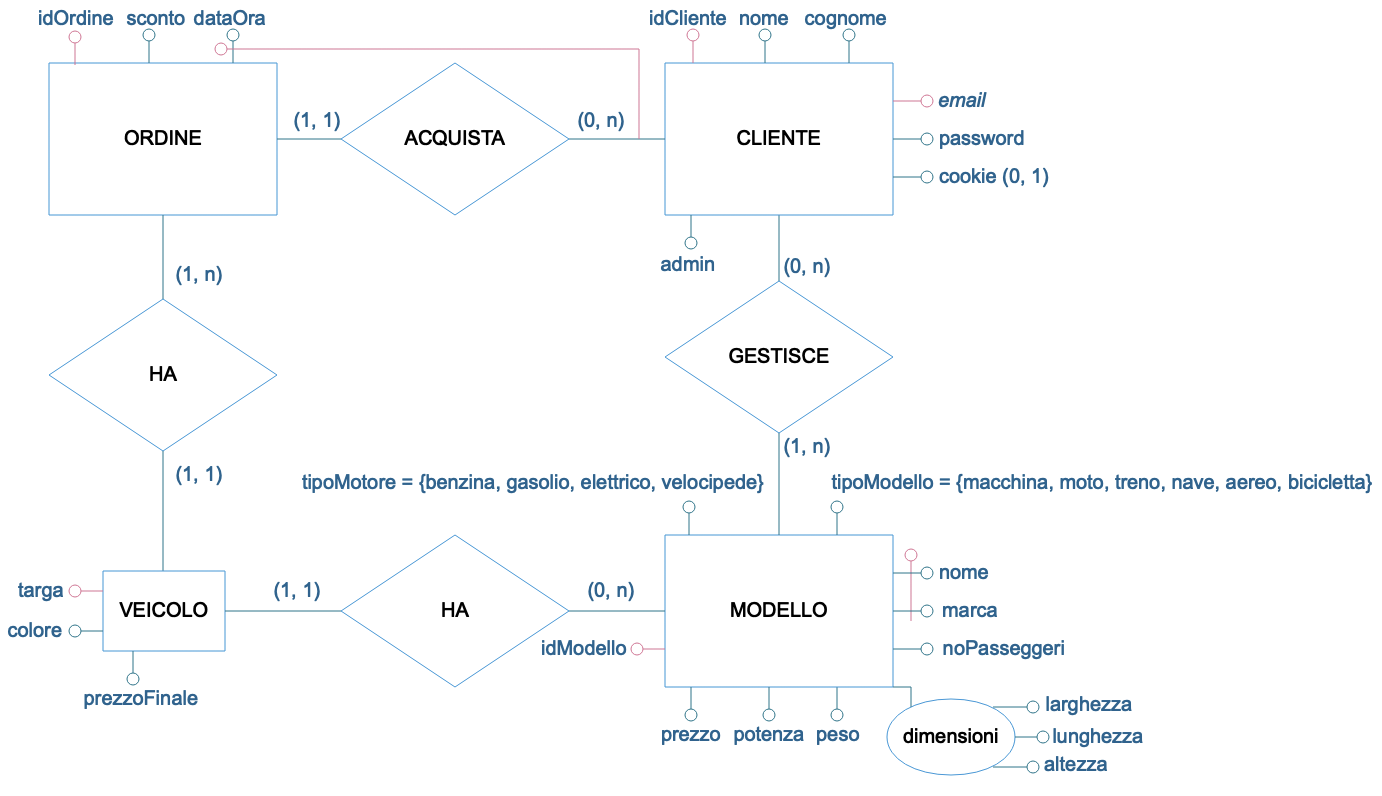 idOrdine sconto dataOra
idCliente nome cognome
ORDINE
(1, 1)
ACQUISTA
(0, n)
CLIENTE
email
password
cookie (0, 1)
admin
(1, n)
(0, n)
HA
GESTISCE
(1, 1)
(1, n)
tipoMotore = {benzina, gasolio, elettrico, velocipede}
tipoModello = {macchina, moto, treno, nave, aereo, bicicletta}
targa
VEICOLO
colore
prezzoFinale
(1, 1)
HA
(0, n)
MODELLO
nome
marca
noPasseggeri
idModello
prezzo potenza peso
dimensioni
larghezza
lunghezza
altezza